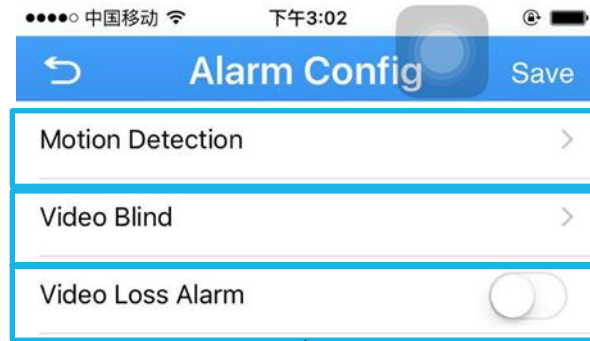 中国移动 下午3:02
Alarm Config Save
Motion Detection
Video Blind
Video Loss Alarm